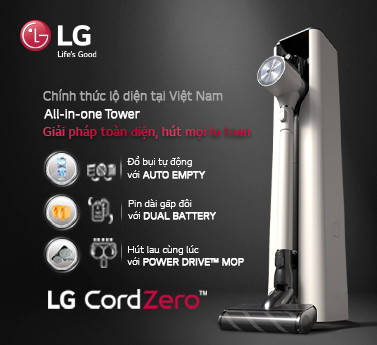 LG
Life's Good
Chính thức lộ diện tại Việt Nam
All-in-one Tower
Giải pháp toàn diện, hút mọi lo toan
Đổ bụi tự động
với AUTO EMPTY
Pin dài gấp đôi
với DUAL BATTERY
Hút lau cùng lúc
với POWER DRIVE™ MOP
LG CordZero™